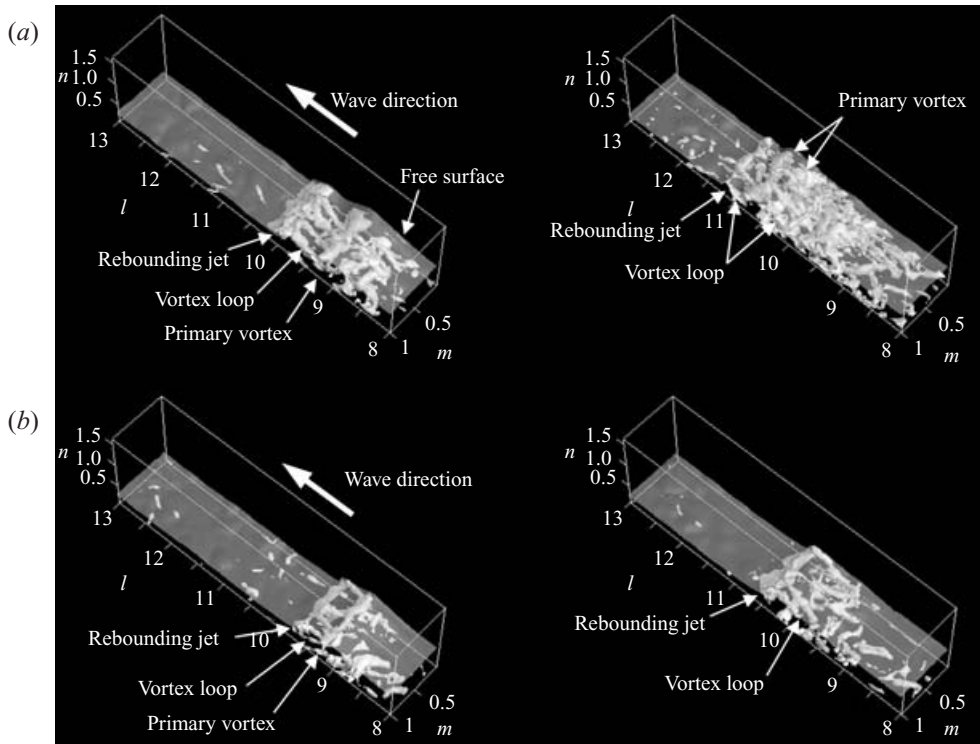 (a)
1.5
n 1.0
0.5
13
12
l
11
10
9
8
1
0.5
m
Wave direction
Free surface
Rebounding jet
Vortex loop
Primary vortex
1.5
n 1.0
0.5
13
12
l
11
10
9
8
1
0.5
m
Primary vortex
Rebounding jet
Vortex loop
(b)
1.5
n 1.0
0.5
13
12
l
11
10
9
8
1
0.5
m
Wave direction
Rebounding jet
Vortex loop
Primary vortex
1.5
n 1.0
0.5
13
12
l
11
10
9
8
1
0.5
m
Rebounding jet
Vortex loop